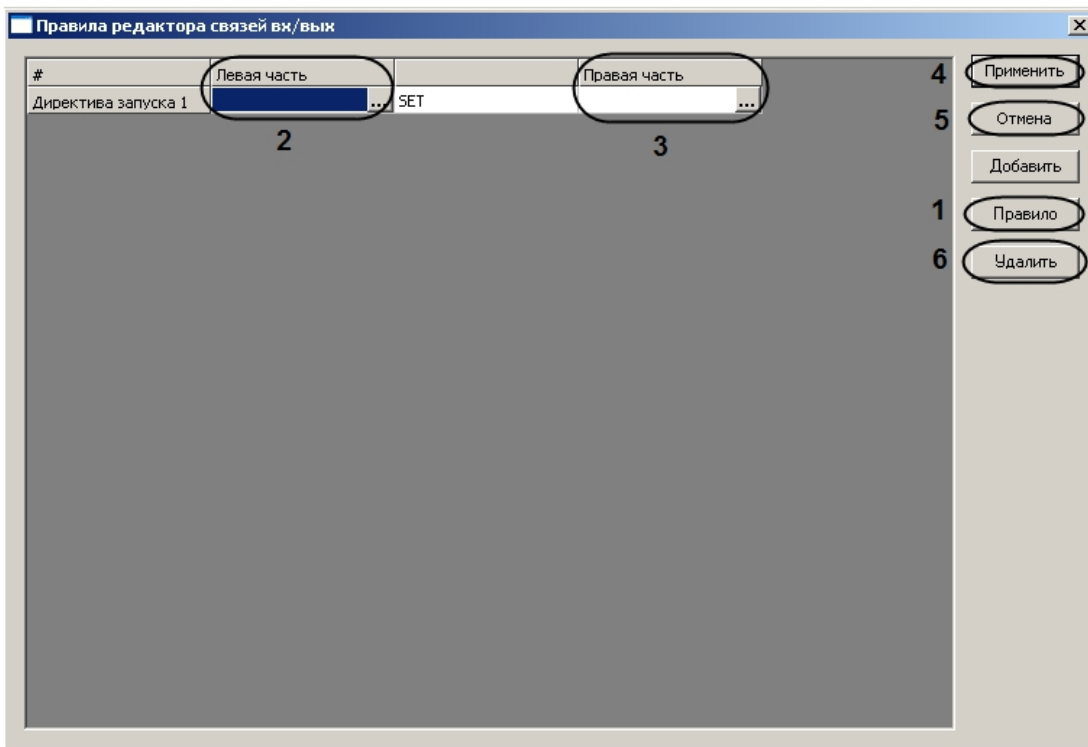 Правила редактора связей вх/вых
# Левая часть Правая часть
Директива запуска 1 ... SET ...
2 3
4 Применить
5 Отмена
Добавить
1 Правило
6 Удалить